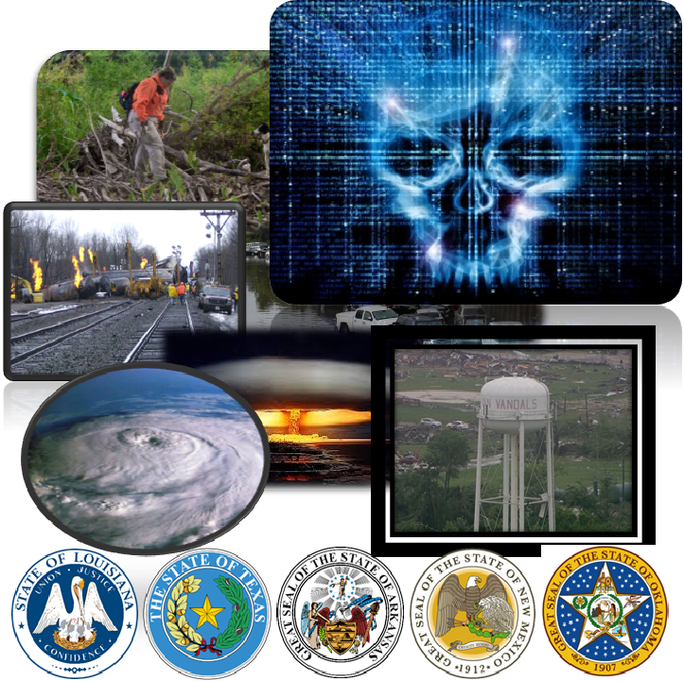 N VANDALS
STATE OF LOUISIANA
UNION · JUSTICE
CONFIDENCE
THE STATE OF TEXAS
GREAT SEAL OF THE STATE OF ARKANSAS
GREAT SEAL OF THE STATE OF NEW MEXICO
·1912·
GREAT SEAL OF THE STATE OF OKLAHOMA
1907